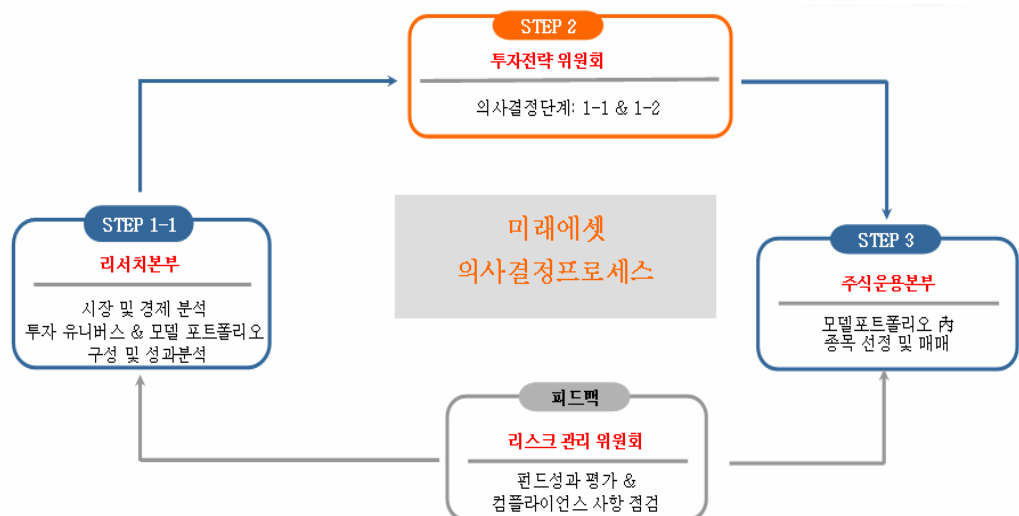 STEP 2
투자전략 위원회
의사결정단계: 1-1 & 1-2
STEP 1-1
리서치본부
시장 및 경제 분석
투자 유니버스 & 모델 포트폴리오
구성 및 성과분석
미래에셋
의사결정프로세스
STEP 3
주식운용본부
모델포트폴리오 內
종목 선정 및 매매
피드백
리스크 관리 위원회
펀드성과 평가 &
컴플라이언스 사항 점검